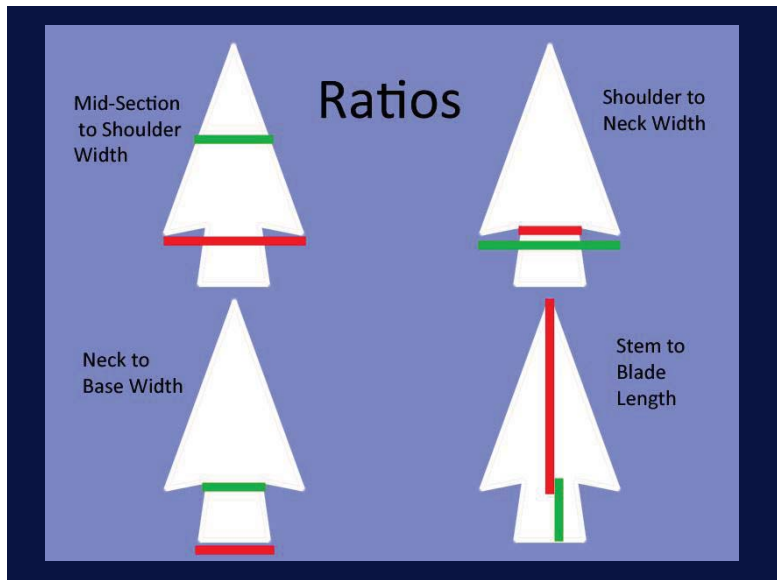 Ratios
Mid-Section
to Shoulder
Width
Shoulder to
Neck Width
Neck to
Base Width
Stem to
Blade
Length